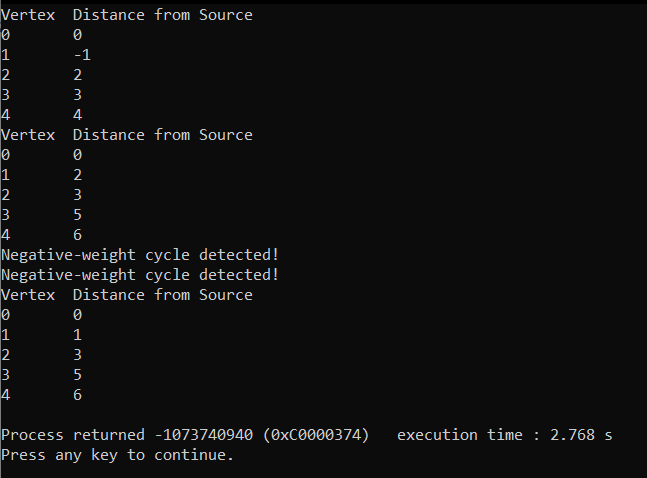 Vertex  Distance from Source
0       0
1       -1
2       2
3       3
4       4
Vertex  Distance from Source
0       0
1       2
2       3
3       5
4       6
Negative-weight cycle detected!
Negative-weight cycle detected!
Vertex  Distance from Source
0       0
1       1
2       3
3       5
4       6
Process returned -1073740940 (0xC0000374)   execution time : 2.768 s
Press any key to continue.